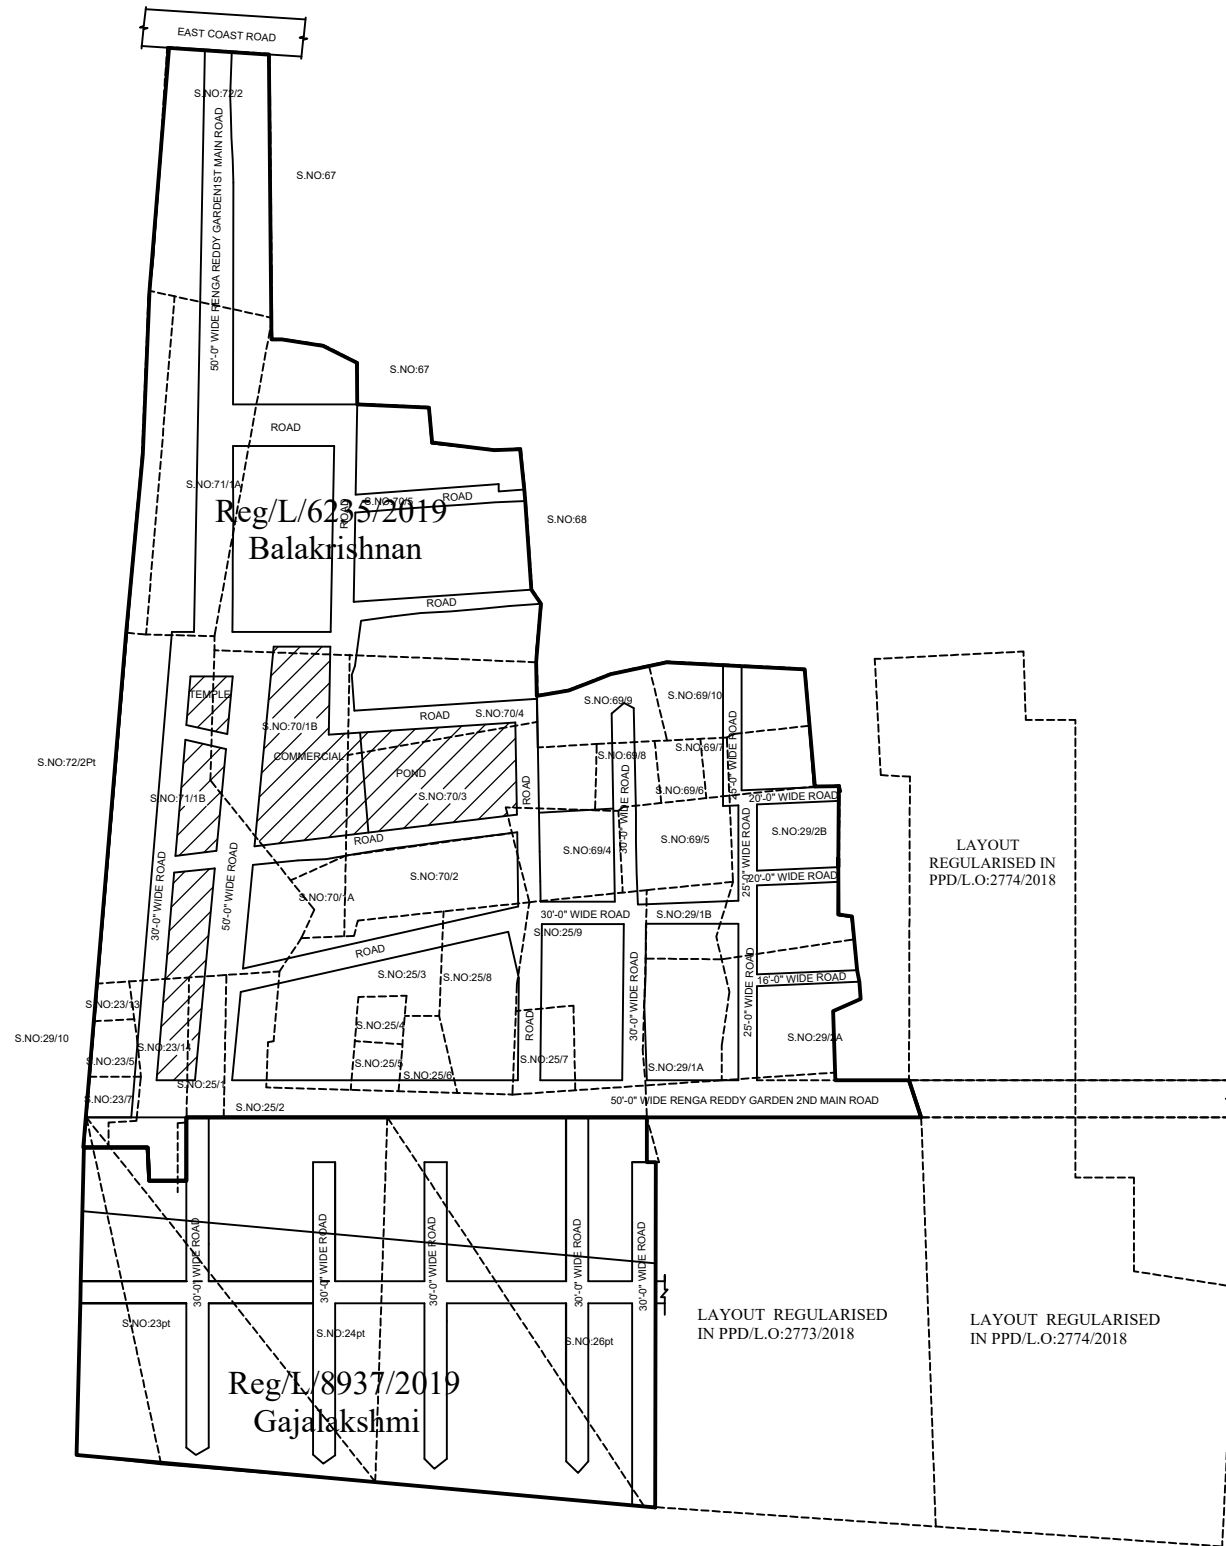 EAST COAST ROAD
S.NO:72/2
50'-0" WIDE RENGA REDDY GARDEN1ST MAIN ROAD
S.NO:67
S.NO:67
ROAD
S.NO:71/1A
S.NO:70/5
ROAD
ROAD
Reg/L/6235/2019
Balakrishnan
S.NO:68
ROAD
TEMPLE
S.NO:70/1B
ROAD
S.NO:70/4
S.NO:69/9
S.NO:69/10
COMMERCIAL
POND
S.NO:70/3
S.NO:69/8
S.NO:69/7
S.NO:69/6
25'-0" WIDE ROAD
S.NO:72/2Pt
S.NO:71/1B
ROAD
30'-0" WIDE ROAD
20'-0" WIDE ROAD
S.NO:29/2B
ROAD
S.NO:69/4
S.NO:69/5
25'-0" WIDE ROAD
LAYOUT
REGULARISED IN
PPD/L.O:2774/2018
S.NO:70/2
20'-0" WIDE ROAD
30'-0" WIDE ROAD
50'-0" WIDE ROAD
S.NO:70/1A
30'-0" WIDE ROAD
S.NO:29/1B
S.NO:25/9
ROAD
S.NO:25/3
S.NO:25/8
16'-0" WIDE ROAD
S.NO:23/13
S.NO:25/4
ROAD
30'-0" WIDE ROAD
25'-0" WIDE ROAD
S.NO:29/2A
S.NO:29/10
S.NO:23/14
S.NO:23/5
S.NO:25/5
S.NO:25/6
S.NO:25/7
S.NO:29/1A
S.NO:25/1
S.NO:23/7
S.NO:25/2
50'-0" WIDE RENGA REDDY GARDEN 2ND MAIN ROAD
30'-0" WIDE ROAD
30'-0" WIDE ROAD
30'-0" WIDE ROAD
30'-0" WIDE ROAD
30'-0" WIDE ROAD
S.NO:23pt
S.NO:24pt
S.NO:26pt
LAYOUT REGULARISED
IN PPD/L.O:2773/2018
LAYOUT REGULARISED
IN PPD/L.O:2774/2018
Reg/L/8937/2019
Gajalakshmi